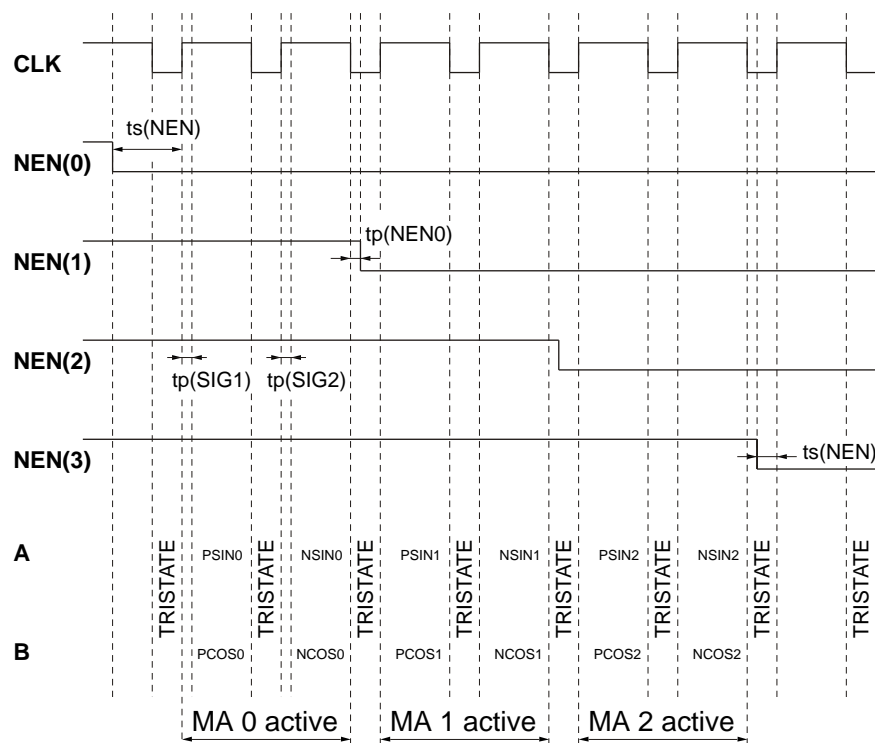 CLK
ts(NEN)
NEN(0)
tp(NEN0)
NEN(1)
NEN(2)
tp(SIG1) tp(SIG2)
NEN(3) ts(NEN)
A TRISTATE PSIN0 TRISTATE NSIN0 TRISTATE PSIN1 TRISTATE NSIN1 TRISTATE PSIN2 TRISTATE NSIN2 TRISTATE TRISTATE
B PCOS0 NCOS0 PCOS1 NCOS1 PCOS2 NCOS2
MA 0 active MA 1 active MA 2 active